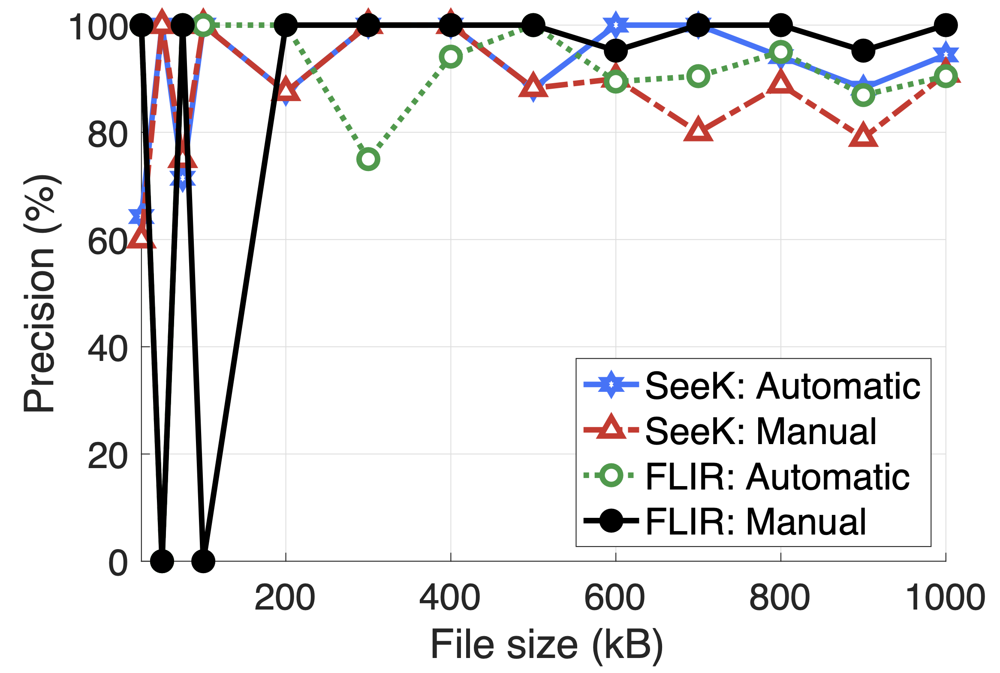 100
80
60
40
20
0
Precision (%)
200 400 600 800 1000
File size (kB)
SeeK: Automatic
SeeK: Manual
FLIR: Automatic
FLIR: Manual